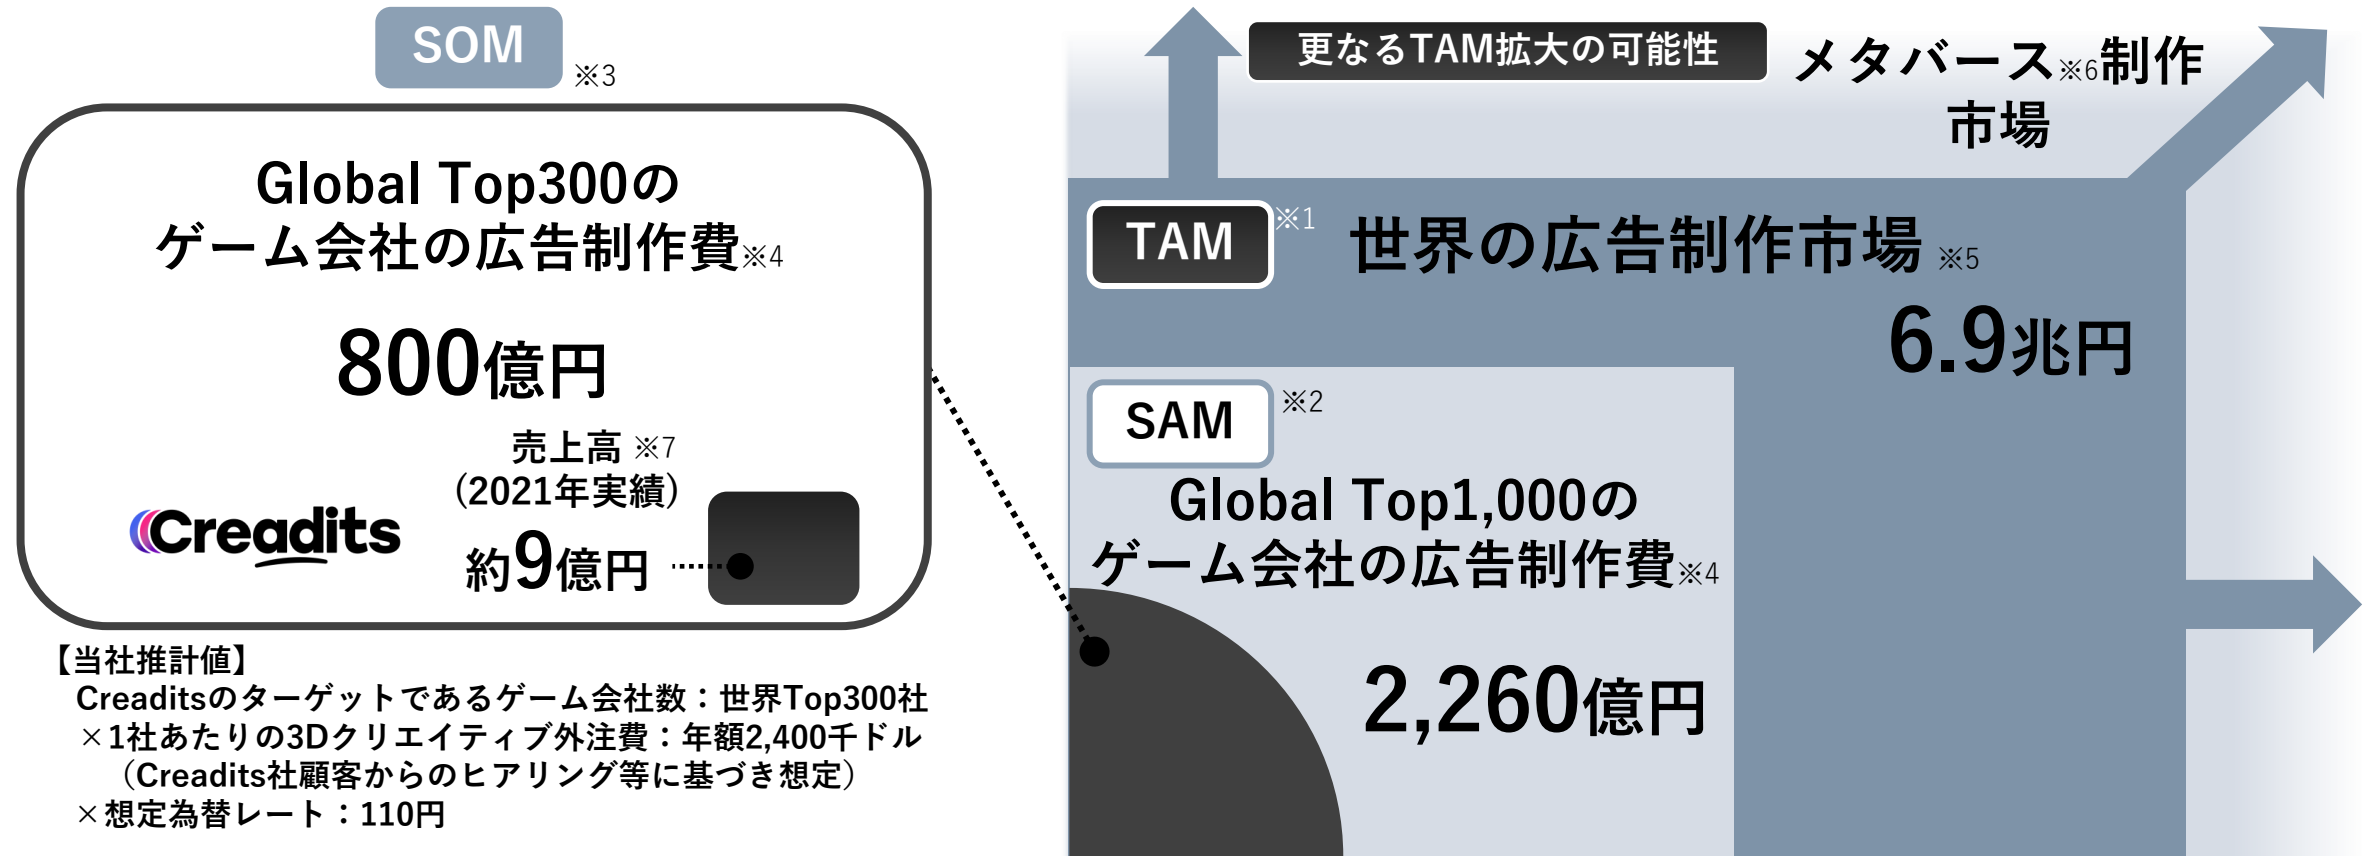 SOM ※3
Global Top300の
ゲーム会社の広告制作費※4
800億円
売上高 ※7
(2021年実績)
Creadits
約9億円
【当社推計値】
Creaditsのターゲットであるゲーム会社数：世界Top300社
×1社あたりの3Dクリエイティブ外注費：年額2,400千ドル
（Creadits社顧客からのヒアリング等に基づき想定）
×想定為替レート：110円
更なるTAM拡大の可能性
メタバース※6制作
市場
TAM ※1
世界の広告制作市場 ※5
6.9兆円
SAM ※2
Global Top1,000の
ゲーム会社の広告制作費※4
2,260億円